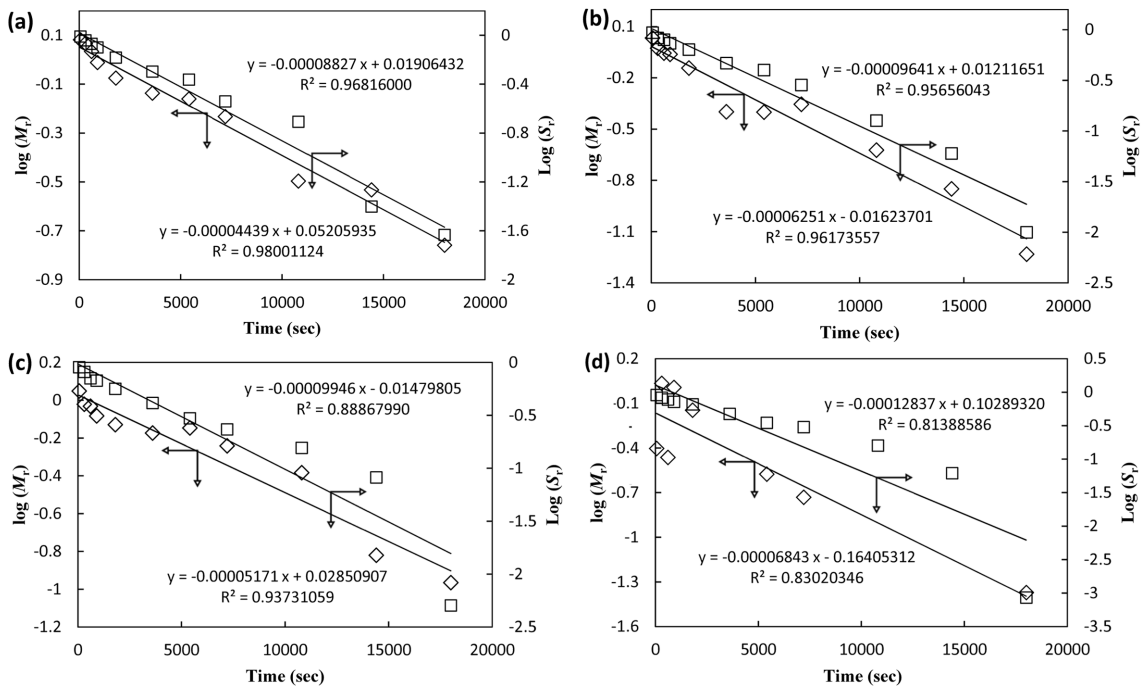 (a)
0.1
-0.1
-0.3
-0.5
-0.7
-0.9
log (Mr)
0
-0.4
-0.8
-1.2
-1.6
-2
Log (Sr)
y = -0.00008827 x + 0.01906432
R² = 0.96816000
y = -0.00004439 x + 0.05205935
R² = 0.98001124
0 5000 10000 15000 20000
Time (sec)
(b)
0.1
-0.2
-0.5
-0.8
-1.1
-1.4
log (Mr)
0
-0.5
-1
-1.5
-2
-2.5
Log (Sr)
y = -0.00009641 x + 0.01211651
R² = 0.95656043
y = -0.00006251 x - 0.01623701
R² = 0.96173557
0 5000 10000 15000 20000
Time (sec)
(c)
0.2
0
-0.2
-0.4
-0.6
-0.8
-1
-1.2
log (Mr)
0
-0.5
-1
-1.5
-2
-2.5
Log (Sr)
y = -0.00009946 x - 0.01479805
R² = 0.88867990
y = -0.00005171 x + 0.02850907
R² = 0.93731059
0 5000 10000 15000 20000
Time (sec)
(d)
0.2
-0.1
-0.4
-0.7
-1
-1.3
-1.6
log (Mr)
0.5
0
-0.5
-1
-1.5
-2
-2.5
-3
-3.5
Log (Sr)
y = -0.00012837 x + 0.10289320
R² = 0.81388586
y = -0.00006843 x - 0.16405312
R² = 0.83020346
0 5000 10000 15000 20000
Time (sec)